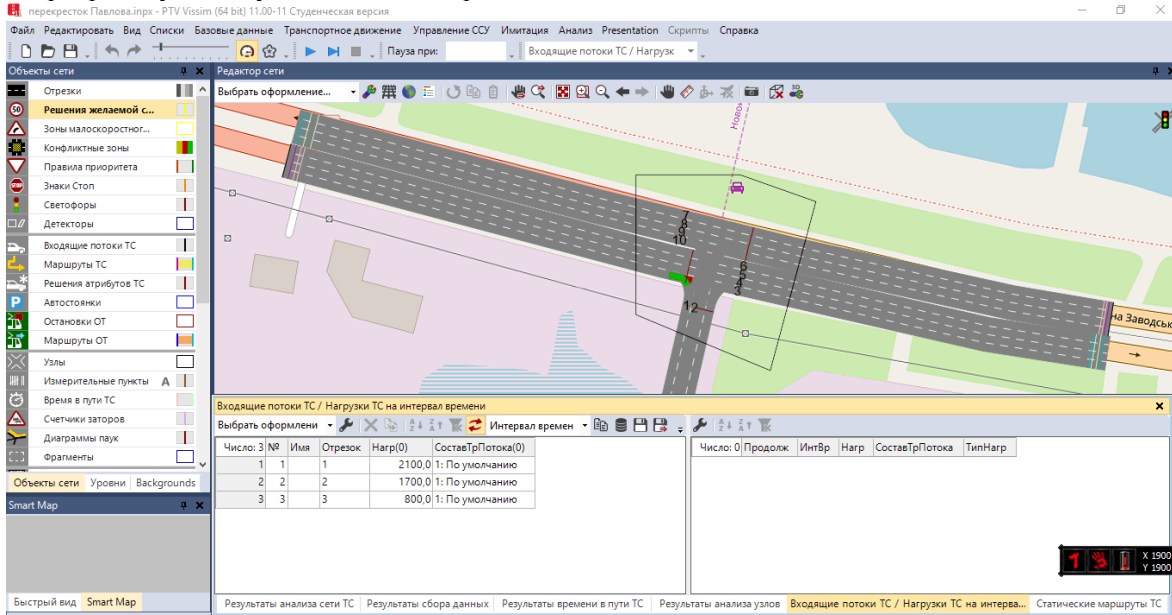 перекресток Павлова.inpx - PTV Vissim (64 bit) 11.00-11 Студенческая версия
Файл Редактировать Вид Списки Базовые данные Транспортное движение Управление ССУ Имитация Анализ Presentation Скрипты Справка
Пауза при: Входящие потоки ТС / Нагрузк
Объекты сети
Отрезки
Решения желаемой с...
Зоны малоскоростног...
Конфликтные зоны
Правила приоритета
Знаки Стоп
Светофоры
Детекторы
Входящие потоки ТС
Маршруты ТС
Решения атрибутов ТС
Автостоянки
Остановки ОТ
Маршруты ОТ
Узлы
Измерительные пункты A
Время в пути ТС
Счетчики заторов
Диаграммы паук
Фрагменты
Объекты сети Уровни Backgrounds
Smart Map
Быстрый вид Smart Map
Редактор сети
Выбрать оформление...
Ново
7
8
9
10
6
5
4
3
1 2
на Заводськ
Входящие потоки ТС / Нагрузки ТС на интервал времени
Выбрать оформлени Интервал времен
Число: 3 № Имя Отрезок Нагр(0) СоставТрПотока(0)
1 1 1 2100,0 1: По умолчанию
2 2 2 1700,0 1: По умолчанию
3 3 3 800,0 1: По умолчанию
Число: 0 Продолж ИнтВр Нагр СоставТрПотока ТипНагр
X 1900
Y 1900
Результаты анализа сети ТС Результаты сбора данных Результаты времени в пути ТС Результаты анализа узлов Входящие потоки ТС / Нагрузки ТС на интерва... Статические маршруты ТС